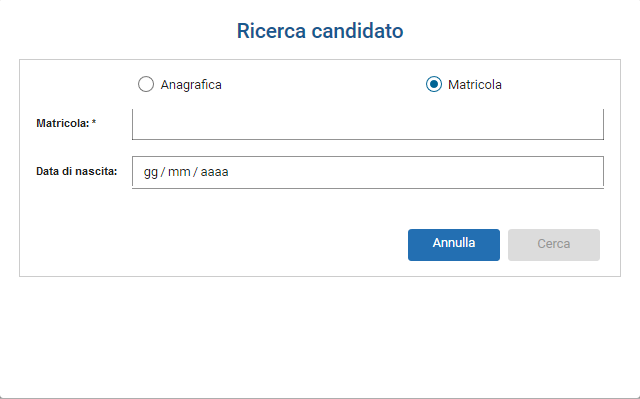 Ricerca candidato
Anagrafica Matricola
Matricola: *
Data di nascita: gg / mm / aaaa
Annulla Cerca